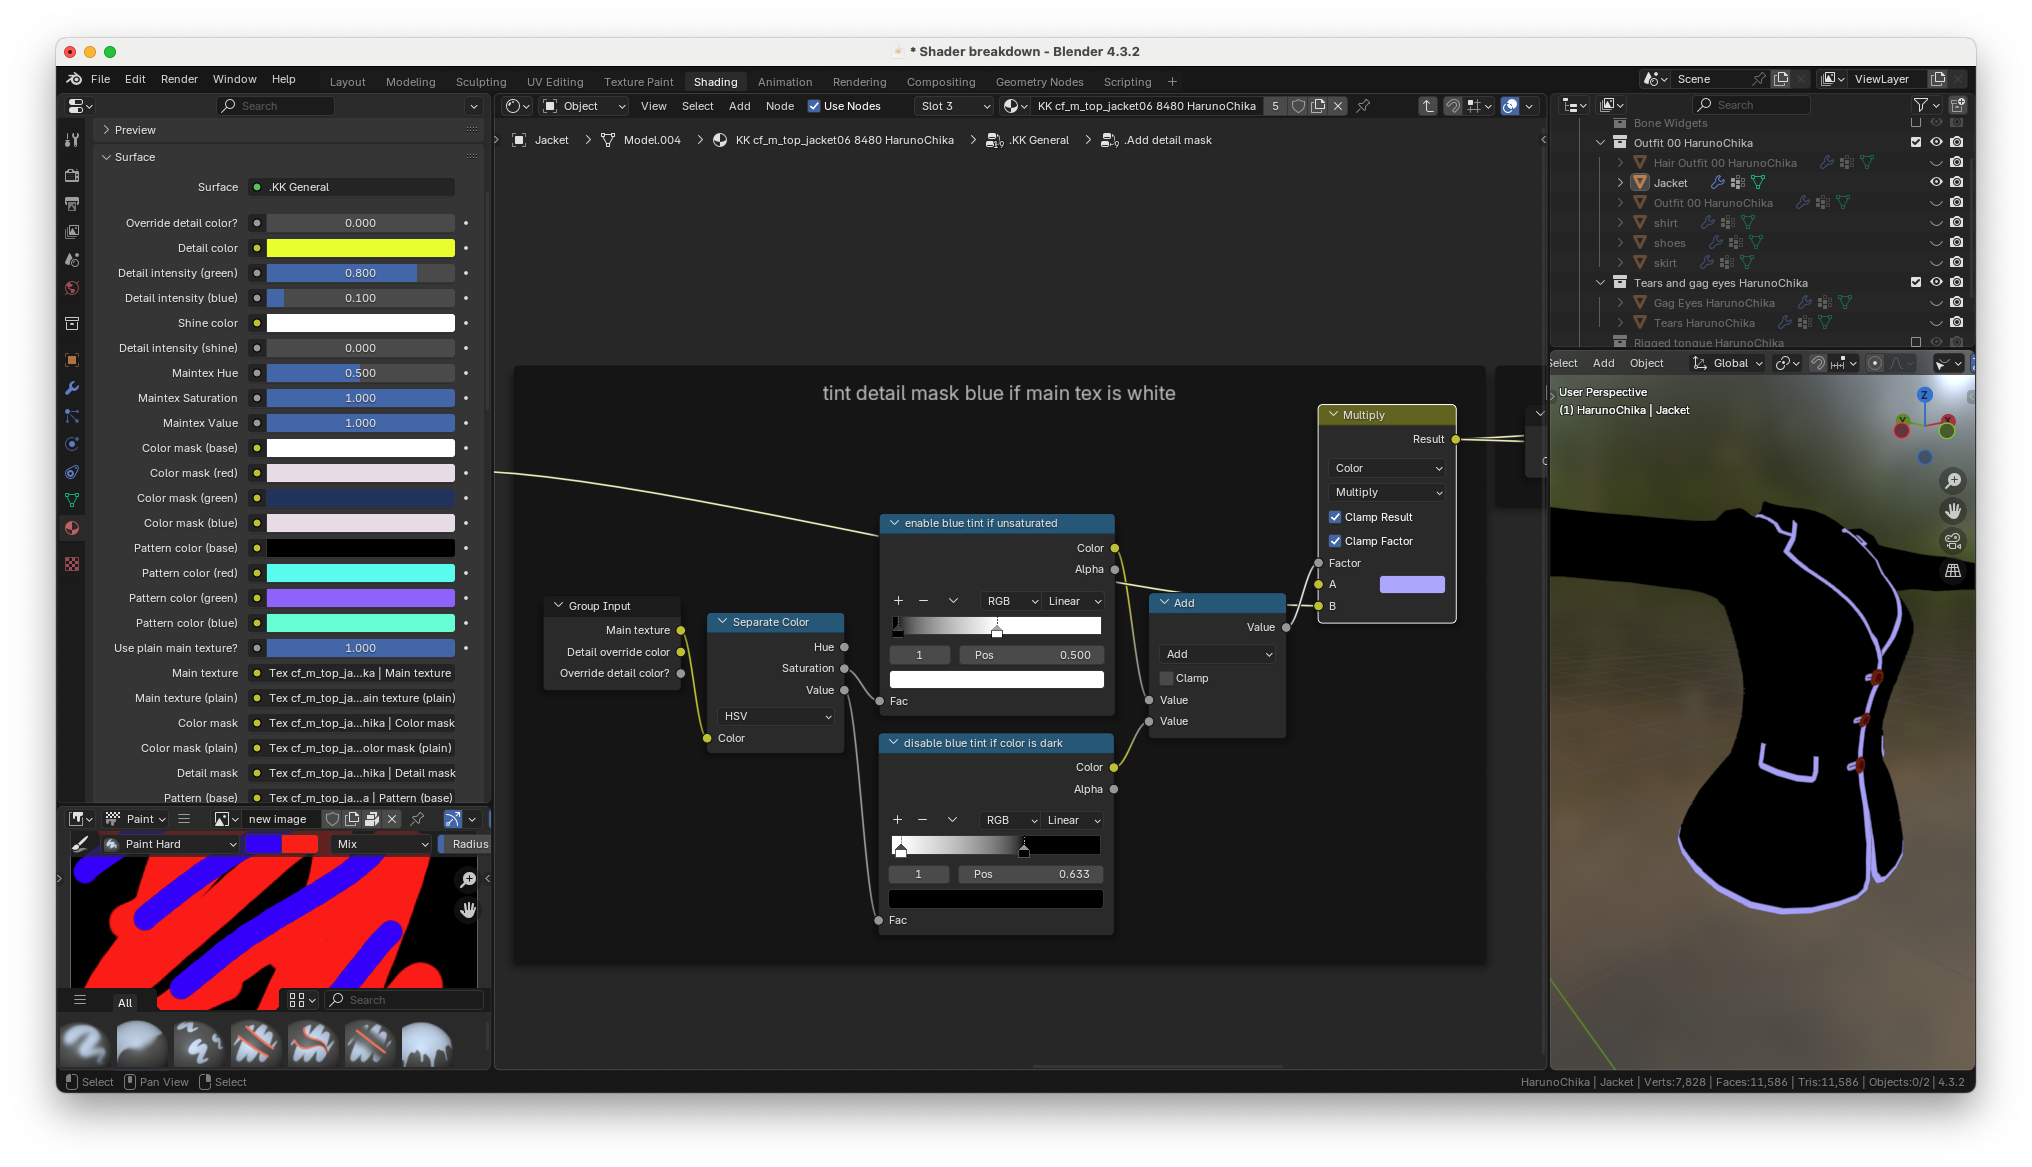 * Shader breakdown - Blender 4.3.2
File Edit Render Window Help
Layout Modeling Sculpting UV Editing Texture Paint Shading Animation Rendering Compositing Geometry Nodes Scripting +
Scene
ViewLayer
Search
Preview
Surface
Surface .KK General
Override detail color? 0.000
Detail color
Detail intensity (green) 0.800
Detail intensity (blue) 0.100
Shine color
Detail intensity (shine) 0.000
Maintex Hue 0.500
Maintex Saturation 1.000
Maintex Value 1.000
Color mask (base)
Color mask (red)
Color mask (green)
Color mask (blue)
Pattern color (base)
Pattern color (red)
Pattern color (green)
Pattern color (blue)
Use plain main texture? 1.000
Main texture Tex cf_m_top_ja...ka | Main texture
Main texture (plain) Tex cf_m_top_ja...ain texture (plain)
Color mask Tex cf_m_top_ja...hika | Color mask
Color mask (plain) Tex cf_m_top_ja...olor mask (plain)
Detail mask Tex cf_m_top_ja...hika | Detail mask
Pattern (base) Tex cf_m_top_ja...a | Pattern (base)
Paint new image
Paint Hard Mix Radius
All
Search
Object View Select Add Node Use Nodes Slot 3 KK cf_m_top_jacket06 8480 HarunoChika 5
Jacket Model.004 KK cf_m_top_jacket06 8480 HarunoChika .KK General .Add detail mask
tint detail mask blue if main tex is white
Group Input
Main texture
Detail override color
Override detail color?
Separate Color
Hue
Saturation
Value
HSV
Color
enable blue tint if unsaturated
Color
Alpha
RGB Linear
1 Pos 0.500
Fac
disable blue tint if color is dark
Color
Alpha
RGB Linear
1 Pos 0.633
Fac
Add
Value
Add
Clamp
Value
Value
Multiply
Result
Color
Multiply
Clamp Result
Clamp Factor
Factor
A
B
Search
Bone Widgets
Outfit 00 HarunoChika
Hair Outfit 00 HarunoChika
Jacket
Outfit 00 HarunoChika
shirt
shoes
skirt
Tears and gag eyes HarunoChika
Gag Eyes HarunoChika
Tears HarunoChika
Rigged tongue HarunoChika
Select Add Object Global
User Perspective
(1) HarunoChika | Jacket
Z
Y
X
Select Pan View Select
HarunoChika | Jacket | Verts:7,828 | Faces:11,586 | Tris:11,586 | Objects:0/2 | 4.3.2